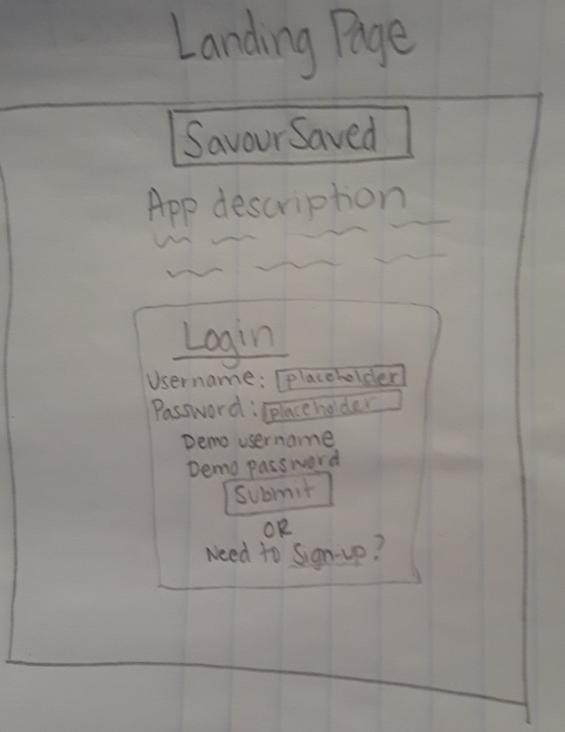 Landing Page
SavourSaved
App description
Login
Username: placeholder
Password: placeholder
Demo username
Demo password
Submit
OR
Need to Sign-up?